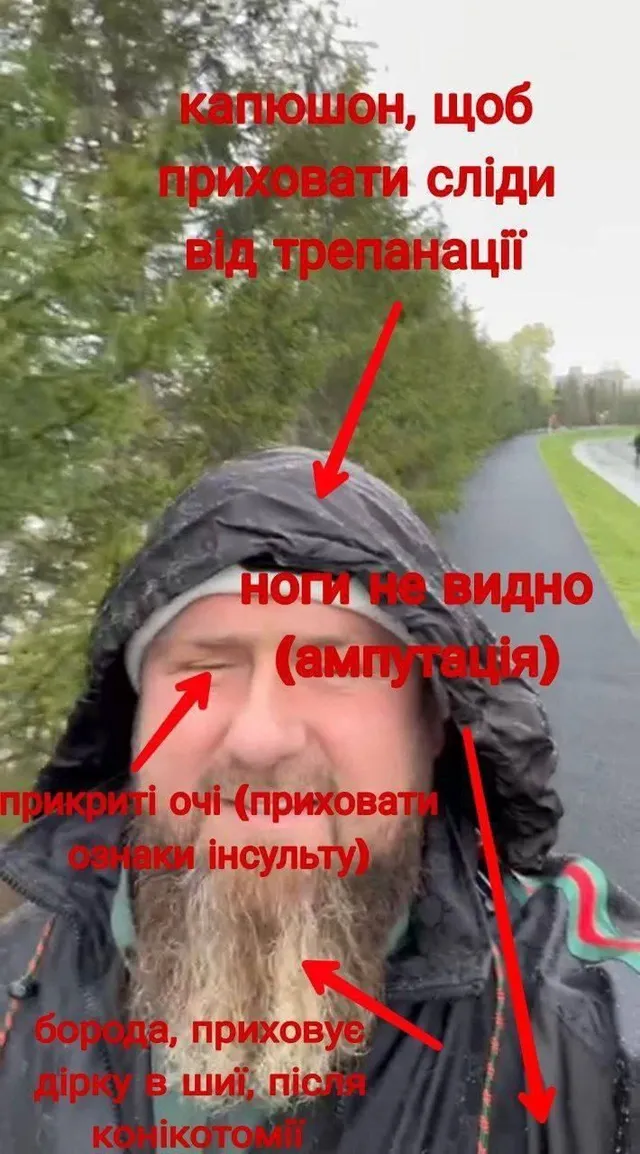 капюшон, щоб
приховати сліди
від трепанації
ноги не видно
(ампутація)
прикриті очі (приховати
ознаки інсульту)
борода, приховує
дірку в шиї, після
конікотомії